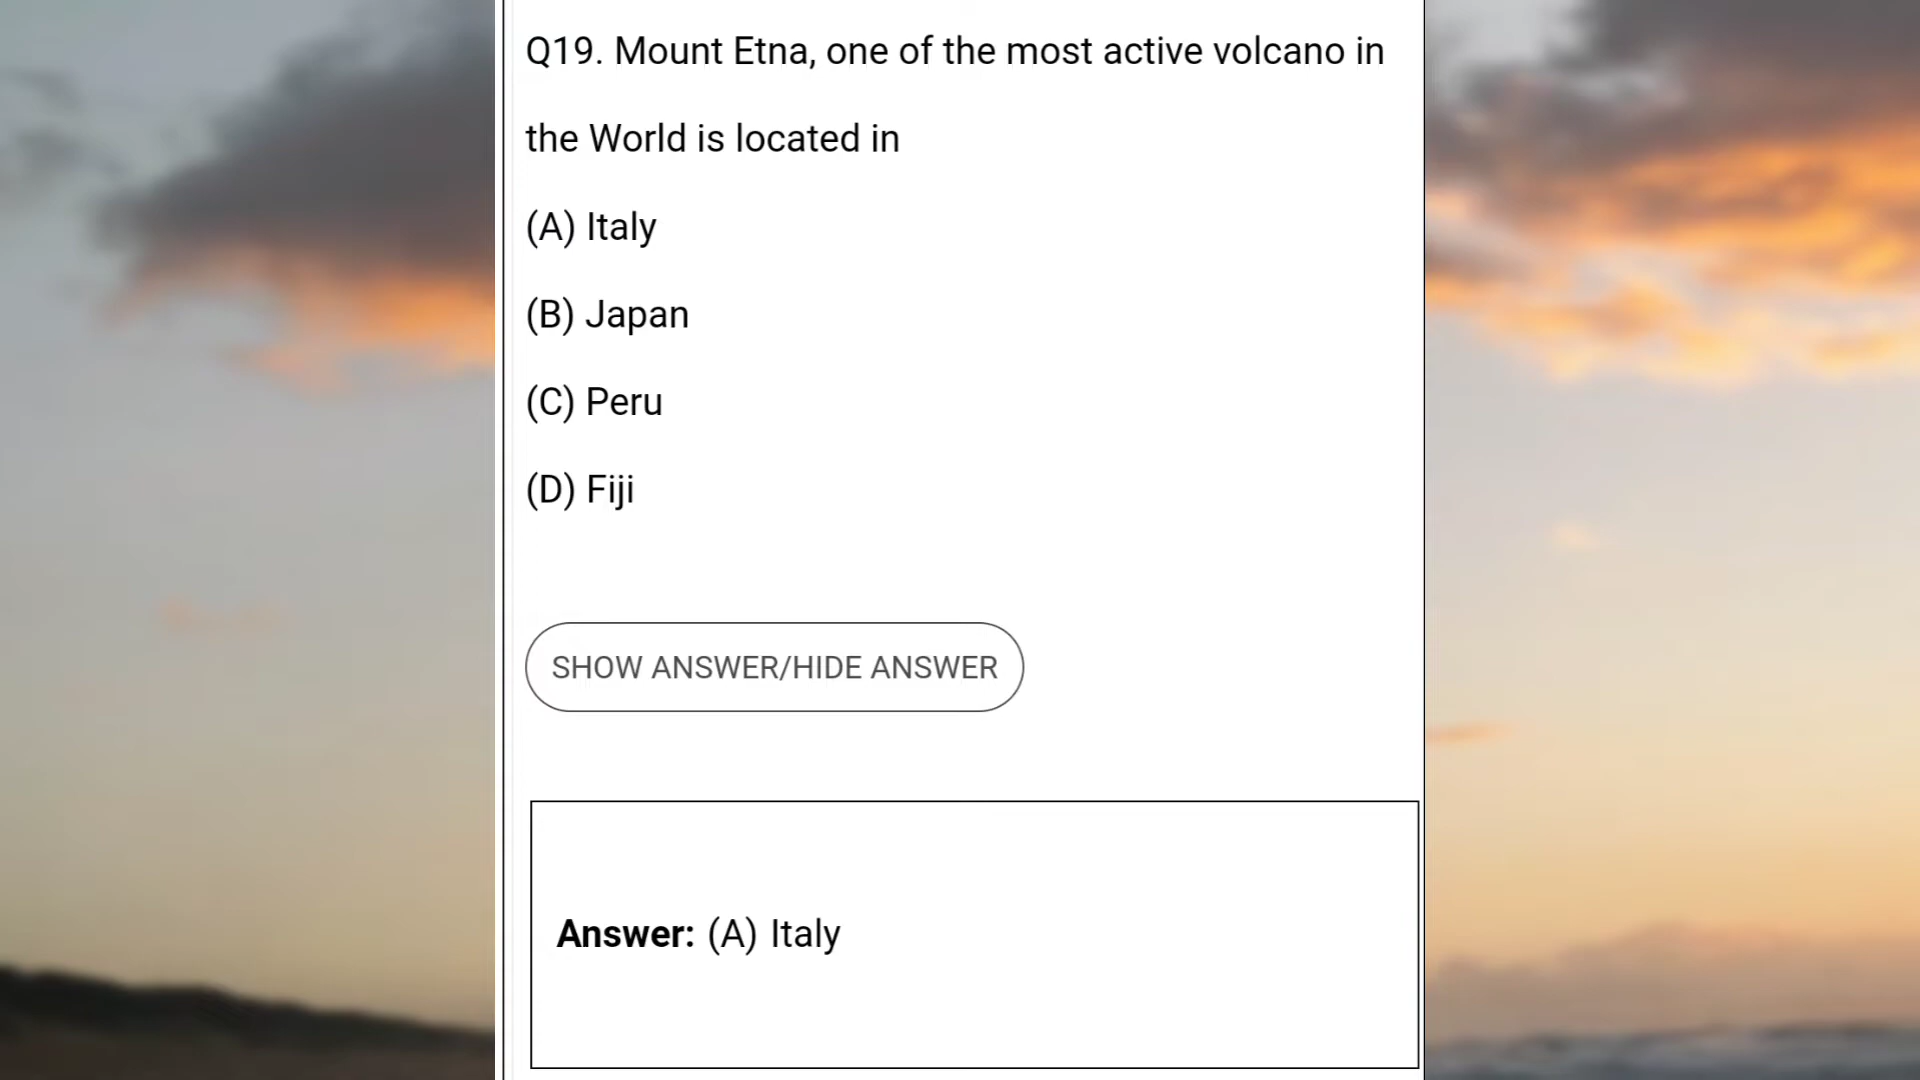 Q19. Mount Etna, one of the most active volcano in
the World is located in
(A) Italy
(B) Japan
(C) Peru
(D) Fiji
SHOW ANSWER/HIDE ANSWER
Answer: (A) Italy